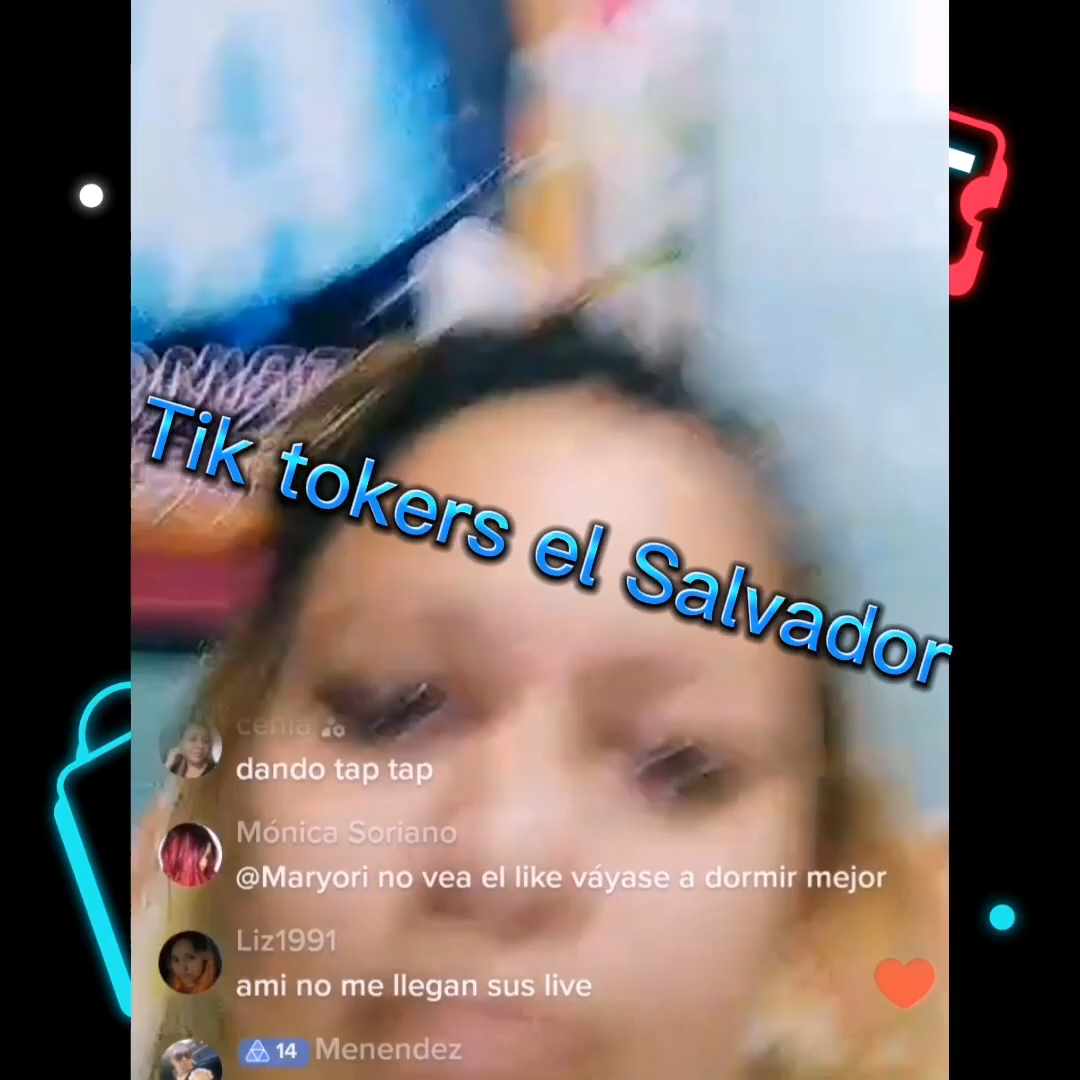 Tik tokers el Salvador
cenia
dando tap tap
Mónica Soriano
@Maryori no vea el like váyase a dormir mejor
Liz1991
ami no me llegan sus live
14 Menendez